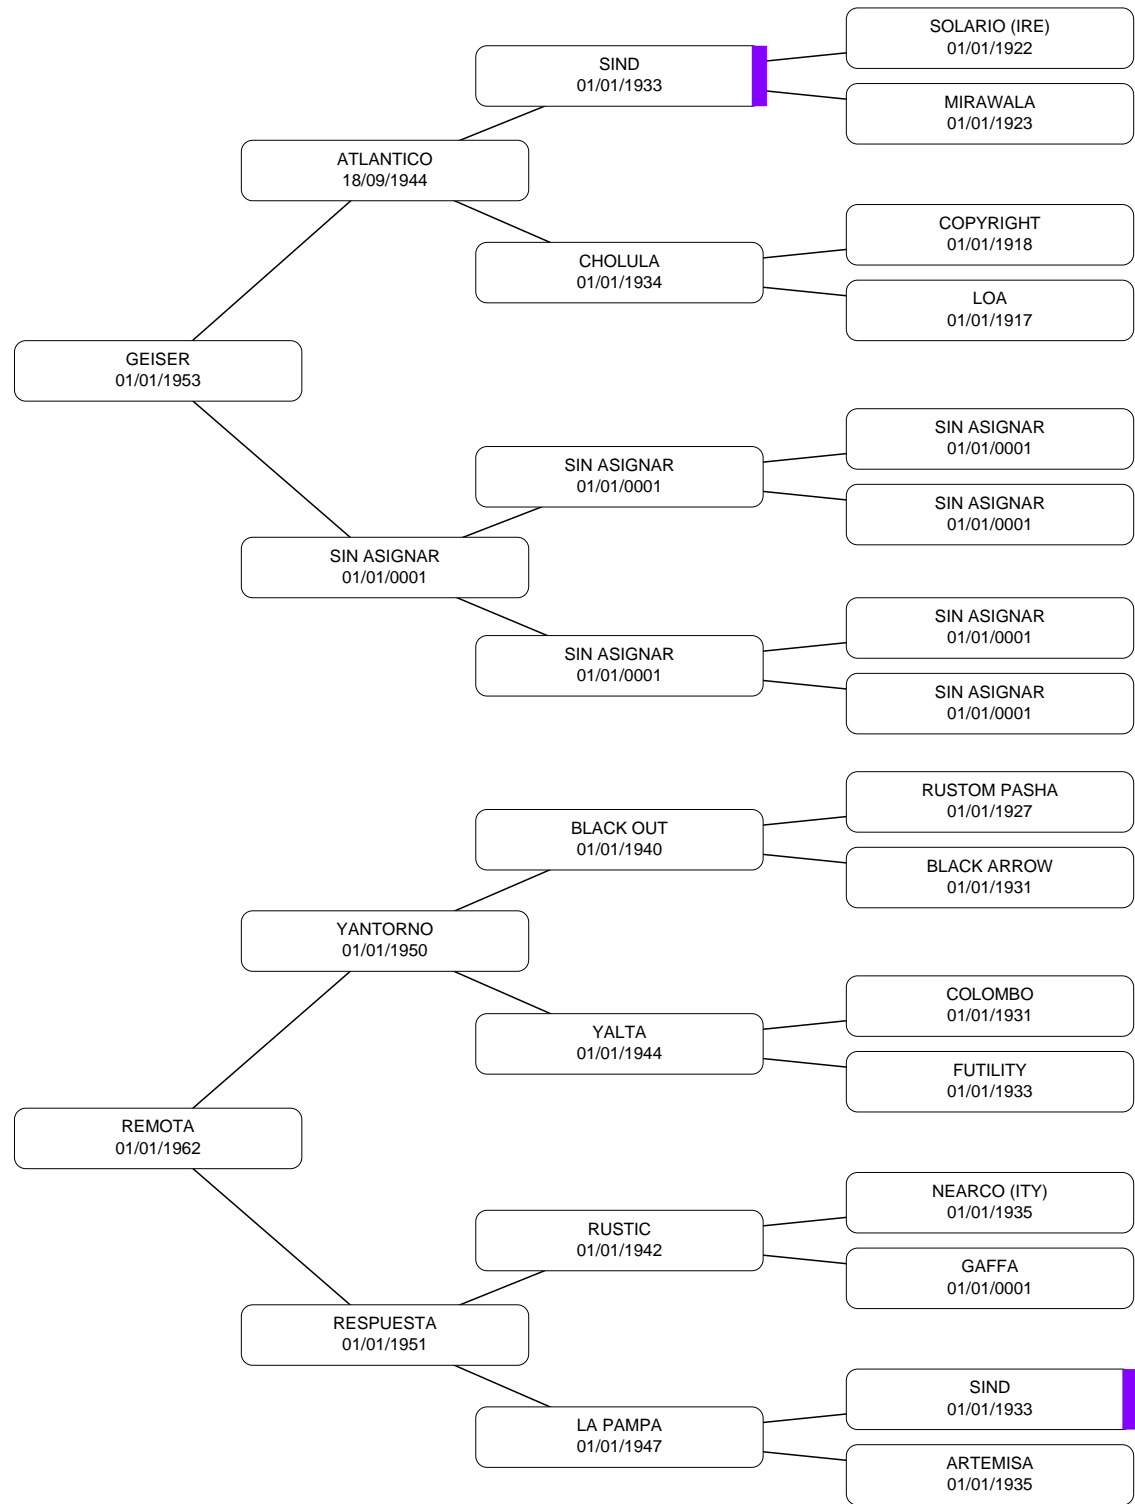 SOLARIO (IRE)
01/01/1922
SIND
01/01/1933
MIRAWALA
01/01/1923
ATLANTICO
18/09/1944
COPYRIGHT
01/01/1918
CHOLULA
01/01/1934
LOA
01/01/1917
GEISER
01/01/1953
SIN ASIGNAR
01/01/0001
SIN ASIGNAR
01/01/0001
SIN ASIGNAR
01/01/0001
SIN ASIGNAR
01/01/0001
SIN ASIGNAR
01/01/0001
SIN ASIGNAR
01/01/0001
SIN ASIGNAR
01/01/0001
RUSTOM PASHA
01/01/1927
BLACK OUT
01/01/1940
BLACK ARROW
01/01/1931
YANTORNO
01/01/1950
COLOMBO
01/01/1931
YALTA
01/01/1944
FUTILITY
01/01/1933
REMOTA
01/01/1962
NEARCO (ITY)
01/01/1935
RUSTIC
01/01/1942
GAFFA
01/01/0001
RESPUESTA
01/01/1951
SIND
01/01/1933
LA PAMPA
01/01/1947
ARTEMISA
01/01/1935